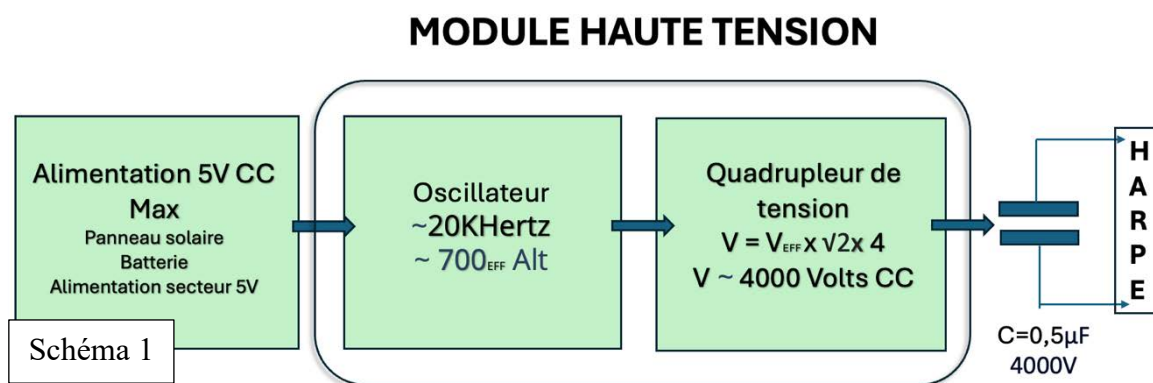 MODULE HAUTE TENSION
Alimentation 5V CC
Max
Panneau solaire
Batterie
Alimentation secteur 5V
Schéma 1
Oscillateur
~20KHertz
~ 700EFF Alt
Quadrupleur de
tension
V = VEFF x √2x 4
V ~ 4000 Volts CC
C=0,5µF
4000V
H
A
R
P
E